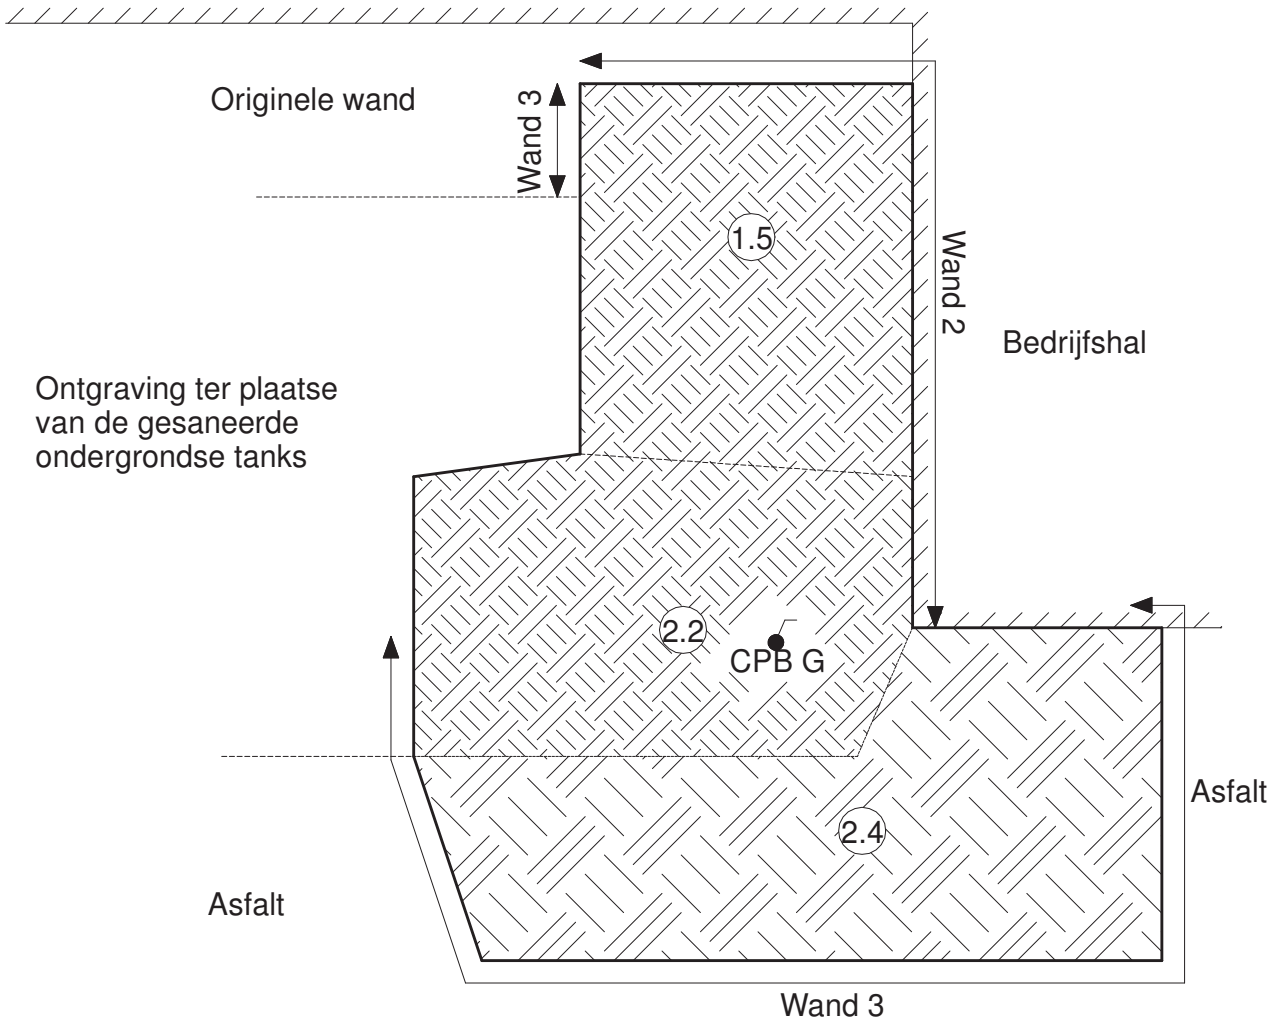 Originele wand
Wand 3
1.5
Wand 2
Bedrijfshal
Ontgraving ter plaatse
van de gesaneerde
ondergrondse tanks
2.2
CPB G
Asfalt
2.4
Asfalt
Wand 3